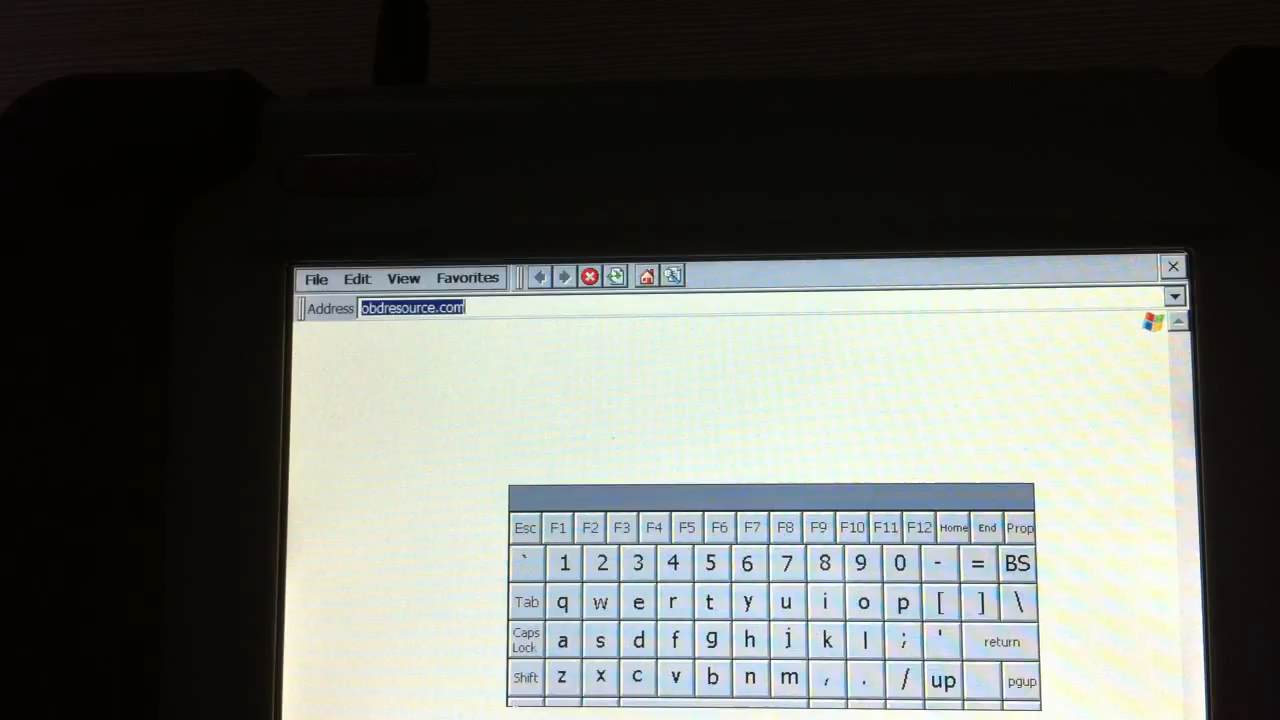 File Edit View Favorites
Address obdresource.com
Esc F1 F2 F3 F4 F5 F6 F7 F8 F9 F10 F11 F12 Home End Prop
` 1 2 3 4 5 6 7 8 9 0 - = BS
Tab q w e r t y u i o p [ ] \
Caps Lock a s d f g h j k l ; ' return
Shift z x c v b n m , . / up pgup